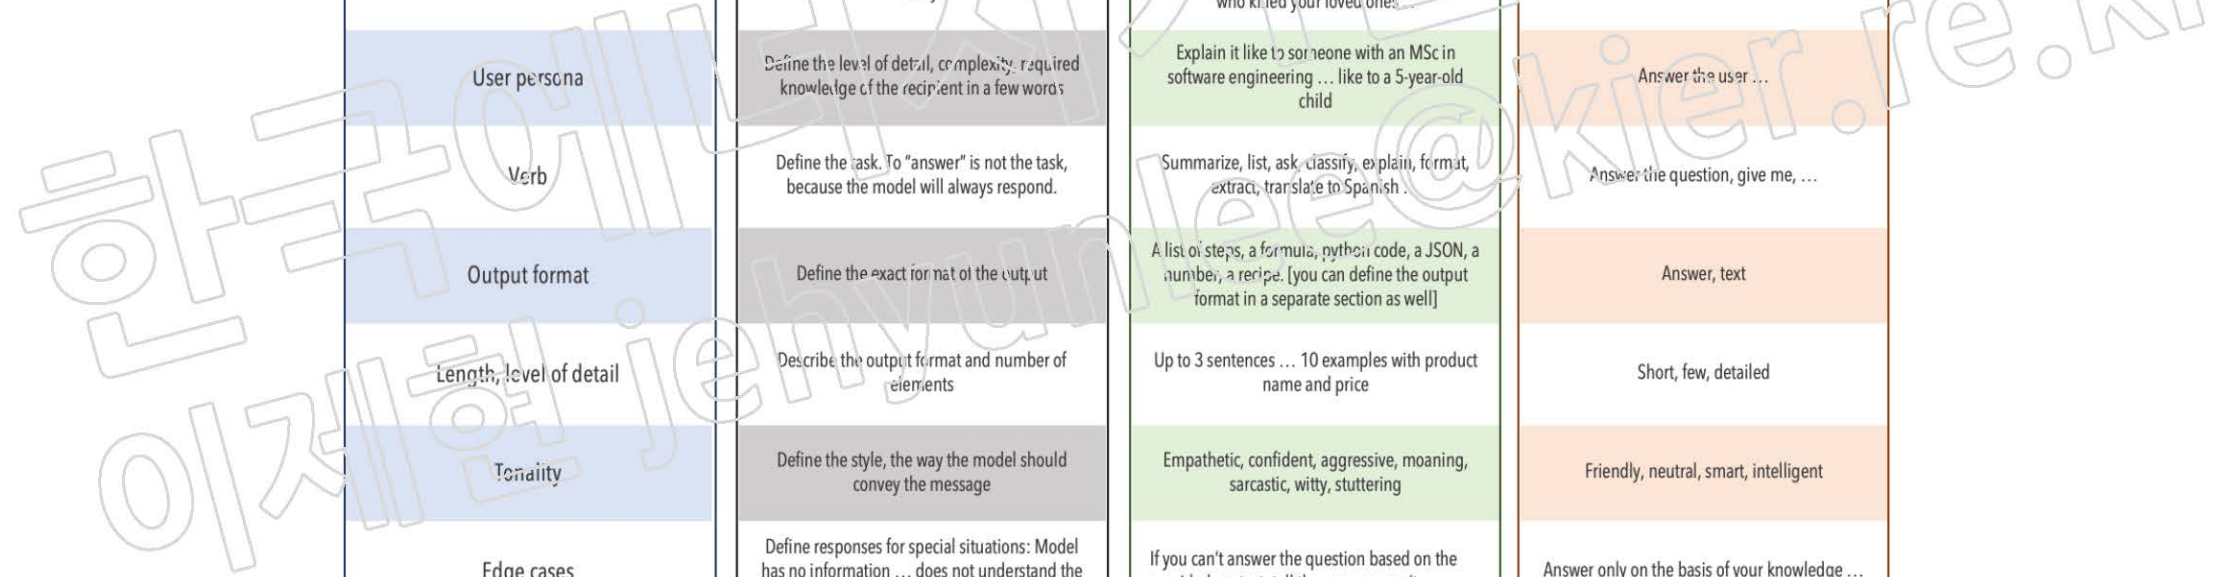 who killed your loved ones ...
User persona
Define the level of detail, complexity, required
knowledge of the recipient in a few words
Explain it like to someone with an MSc in
software engineering ... like to a 5-year-old
child
Answer the user ...
Verb
Define the task. To “answer” is not the task,
because the model will always respond.
Summarize, list, ask, classify, explain, format,
extract, translate to Spanish .
Answer the question, give me, ...
Output format
Define the exact format of the output
A list of steps, a formula, python code, a JSON, a
number, a recipe. [you can define the output
format in a separate section as well]
Answer, text
Length, level of detail
Describe the output format and number of
elements
Up to 3 sentences ... 10 examples with product
name and price
Short, few, detailed
Tonality
Define the style, the way the model should
convey the message
Empathetic, confident, aggressive, moaning,
sarcastic, witty, stuttering
Friendly, neutral, smart, intelligent
Edge cases
Define responses for special situations: Model
has no information ... does not understand the
If you can’t answer the question based on the
Answer only on the basis of your knowledge ...
한국에너지기
이제현 jehyunlee@kier.re.kr